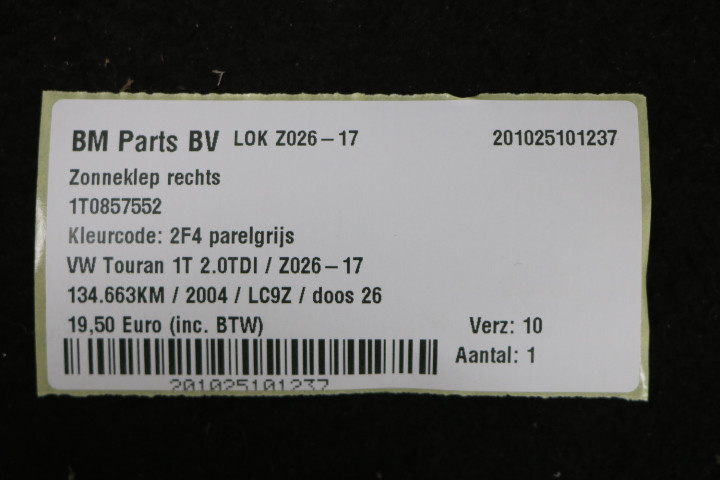 BM Parts BV LOK Z026-17 201025101237
Zonneklep rechts
1T0857552
Kleurcode: 2F4 parelgrijs
VW Touran 1T 2.0TDI / Z026-17
134.663KM / 2004 / LC9Z / doos 26
19,50 Euro (inc. BTW) Verz: 10
Aantal: 1
201025101237